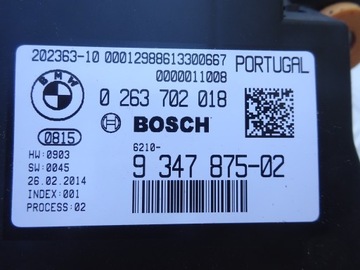 202363-10 00012988613300667
0000011008 PORTUGAL
BMW
0 263 702 018
0815 BOSCH
HW:0903
SW:0045
26.02.2014
INDEX:001
PROCESS:02
6210-
9 347 875-02